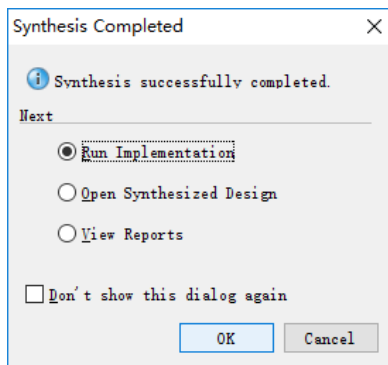 Synthesis Completed
Synthesis successfully completed.
Next
Run Implementation
Open Synthesized Design
View Reports
Don't show this dialog again
OK Cancel